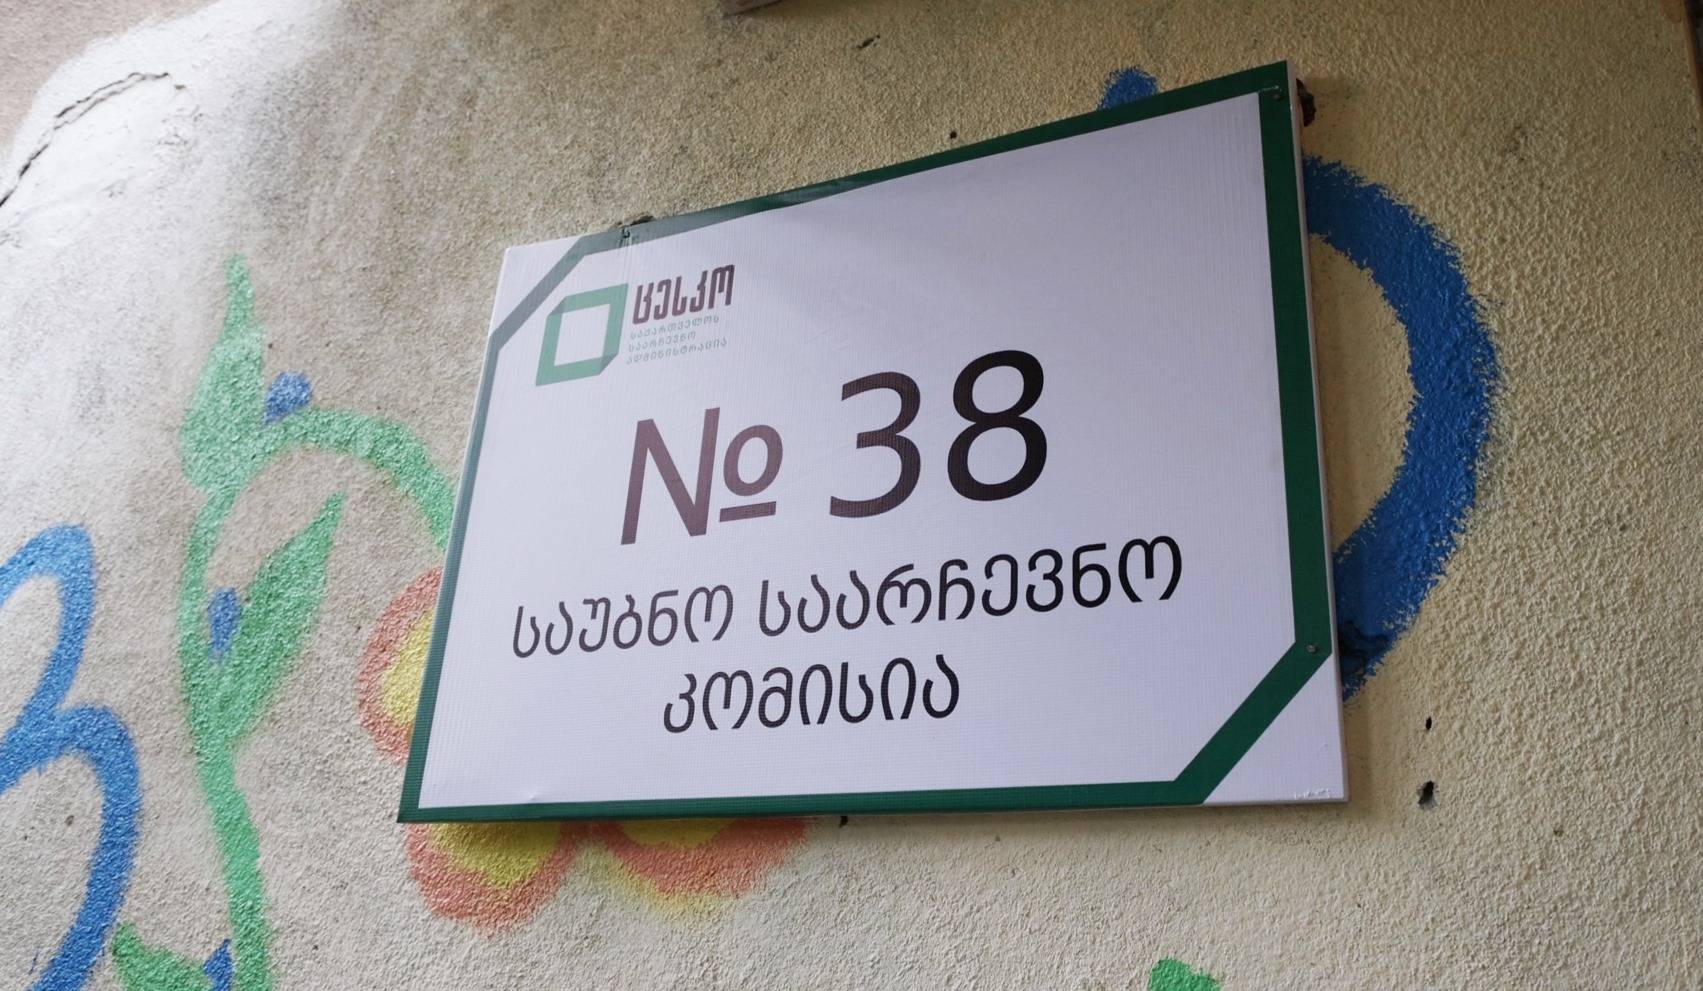 ცესკო
საქართველოს
საარჩევნო
ადმინისტრაცია
№ 38
საუბნო საარჩევნო
კომისია